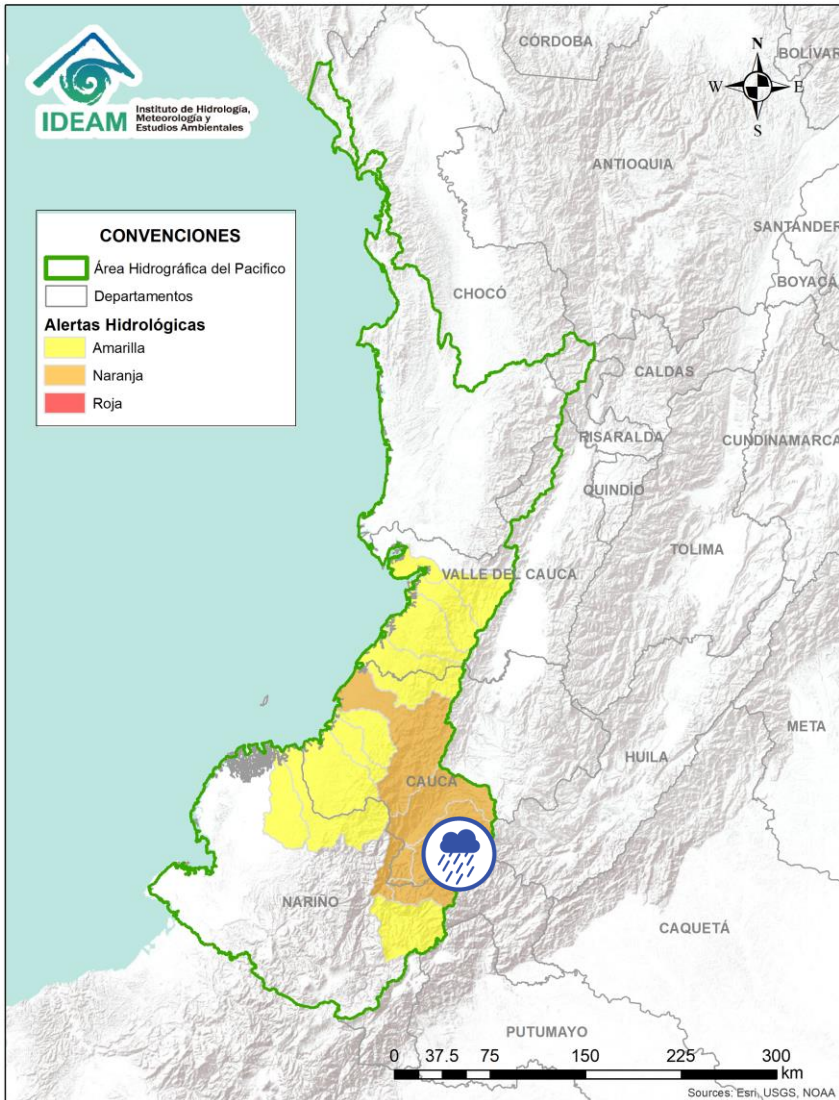 IDEAM
Instituto de Hidrología,
Meteorología y
Estudios Ambientales
CÓRDOBA
BOLÍVAR
N
W
E
S
ANTIOQUIA
SANTANDER
BOYACÁ
CHOCÓ
CALDAS
RISARALDA
CUNDINAMARCA
QUINDÍO
TOLIMA
VALLE DEL CAUCA
META
HUILA
CAUCA
NARIÑO
CAQUETÁ
PUTUMAYO
CONVENCIONES
Área Hidrográfica del Pacifico
Departamentos
Alertas Hidrológicas
Amarilla
Naranja
Roja
0 37.5 75 150 225 300
km
Sources: Esri, USGS, NOAA